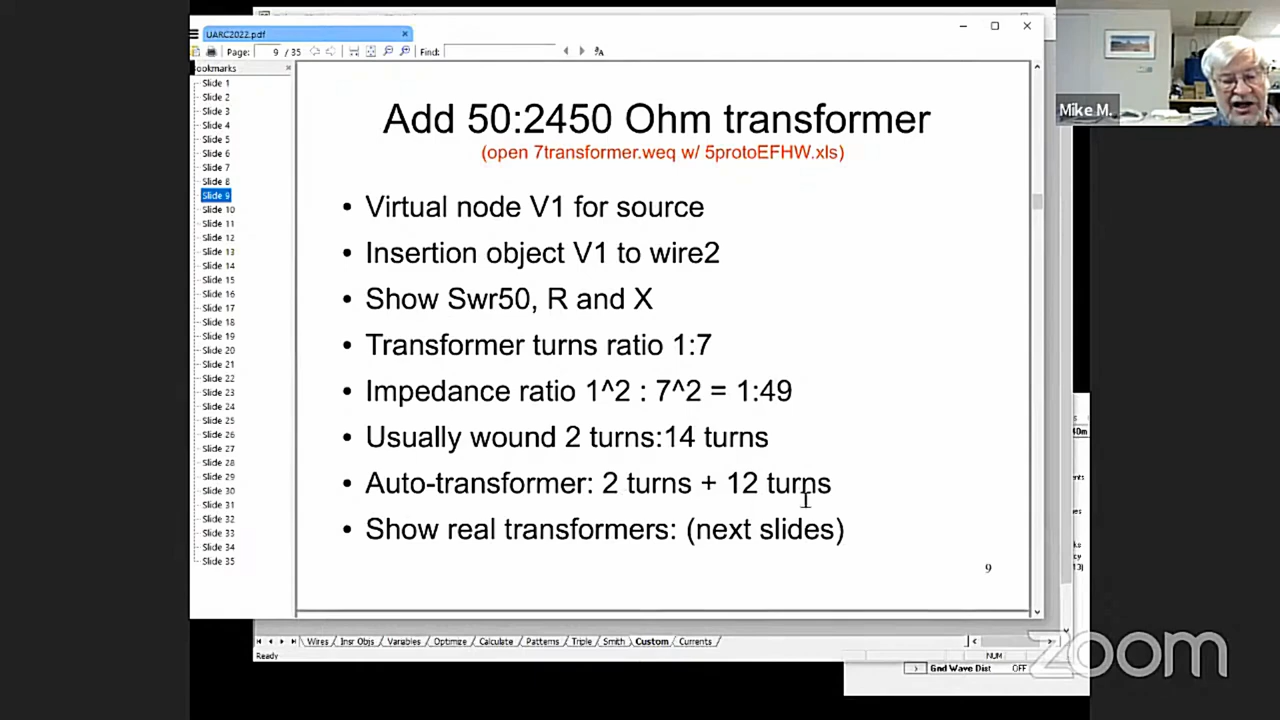 UARC2022.pdf
Page: 9 / 35 Find:
ookmarks
Slide 1
Slide 2
Slide 3
Slide 4
Slide 5
Slide 6
Slide 7
Slide 8
Slide 9
Slide 10
Slide 11
Slide 12
Slide 13
Slide 14
Slide 15
Slide 16
Slide 17
Slide 18
Slide 19
Slide 20
Slide 21
Slide 22
Slide 23
Slide 24
Slide 25
Slide 26
Slide 27
Slide 28
Slide 29
Slide 30
Slide 31
Slide 32
Slide 33
Slide 34
Slide 35
Add 50:2450 Ohm transformer
(open 7transformer.weq w/ 5protoEFHW.xls)
• Virtual node V1 for source
• Insertion object V1 to wire2
• Show Swr50, R and X
• Transformer turns ratio 1:7
• Impedance ratio 1^2 : 7^2 = 1:49
• Usually wound 2 turns:14 turns
• Auto-transformer: 2 turns + 12 turns
• Show real transformers: (next slides)
9
Mike M.
Wires Insr Objs Variables Optimize Calculate Patterns Triple Smith Custom Currents
Ready
NUM
Gnd Wave Dist OFF
zoom